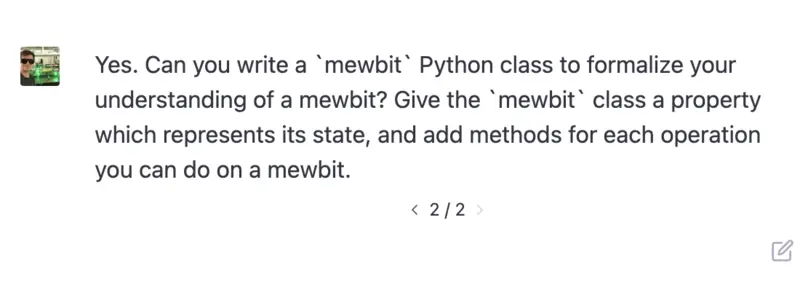 Yes. Can you write a `mewbit` Python class to formalize your
understanding of a mewbit? Give the `mewbit` class a property
which represents its state, and add methods for each operation
you can do on a mewbit.
< 2 / 2 >